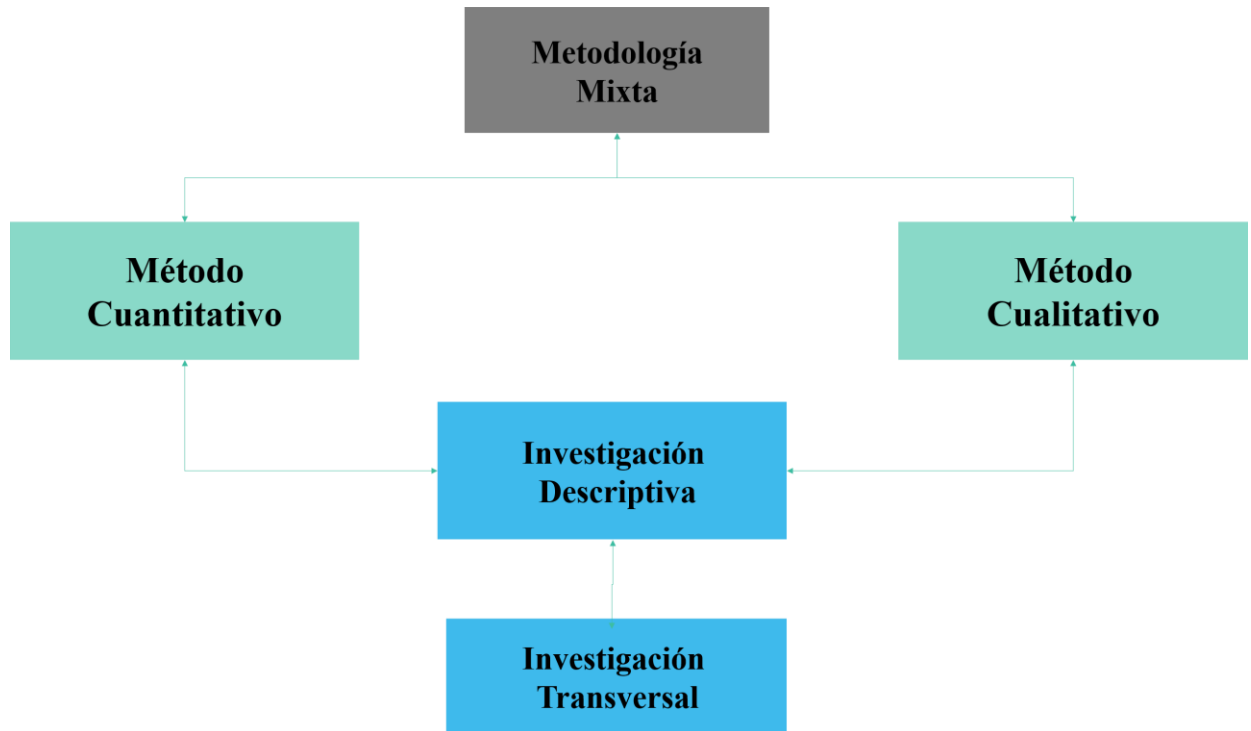 Metodología
Mixta
Método
Cuantitativo
Método
Cualitativo
Investigación
Descriptiva
Investigación
Transversal